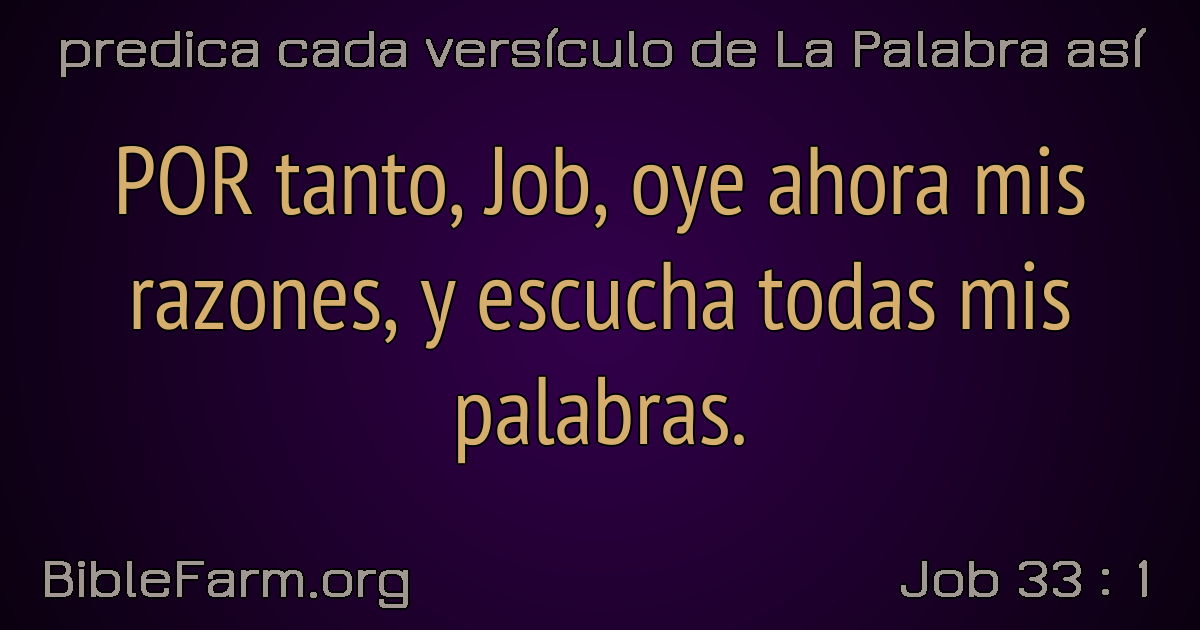 predica cada versículo de La Palabra así
POR tanto, Job, oye ahora mis
razones, y escucha todas mis
palabras.
BibleFarm.org
Job 33 : 1